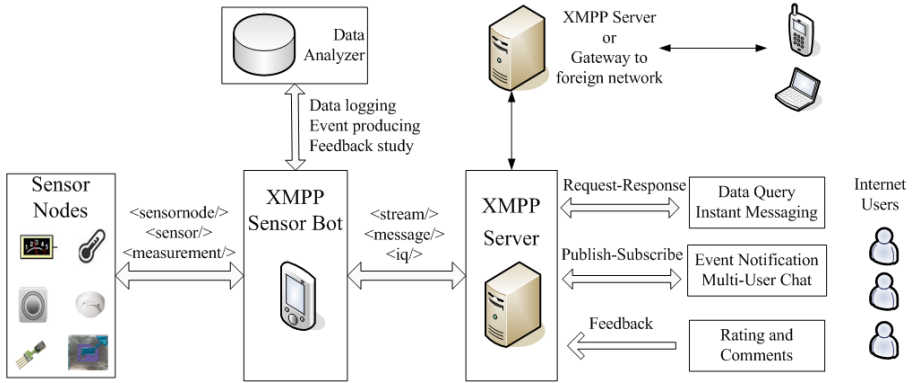 Data
Analyzer
XMPP Server
or
Gateway to
foreign network
Data logging
Event producing
Feedback study
Sensor
Nodes
<sensornode/>
<sensor/>
<measurement/>
XMPP
Sensor Bot
<stream/>
<message/>
<iq/>
XMPP
Server
Request-Response
Data Query
Instant Messaging
Publish-Subscribe
Event Notification
Multi-User Chat
Feedback
Rating and
Comments
Internet
Users